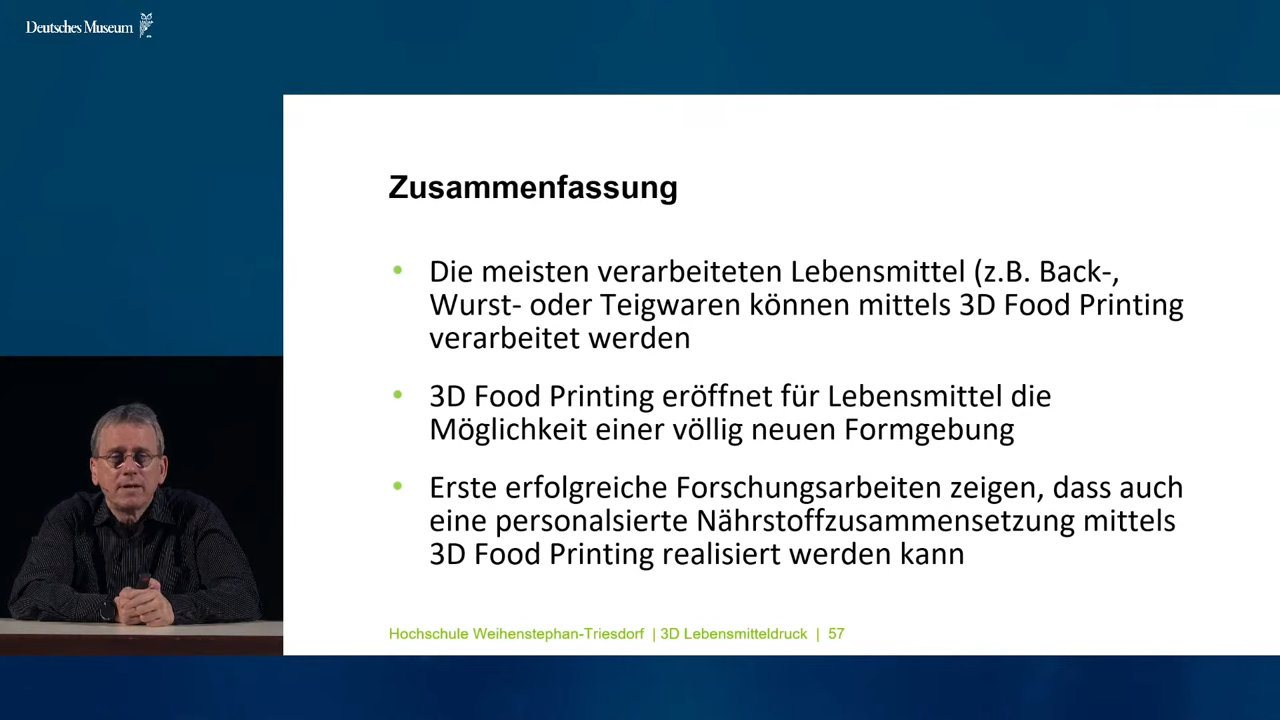 Deutsches Museum
Zusammenfassung
• Die meisten verarbeiteten Lebensmittel (z.B. Back-,
Wurst- oder Teigwaren können mittels 3D Food Printing
verarbeitet werden
• 3D Food Printing eröffnet für Lebensmittel die
Möglichkeit einer völlig neuen Formgebung
• Erste erfolgreiche Forschungsarbeiten zeigen, dass auch
eine personalsierte Nährstoffzusammensetzung mittels
3D Food Printing realisiert werden kann
Hochschule Weihenstephan-Triesdorf | 3D Lebensmitteldruck | 57